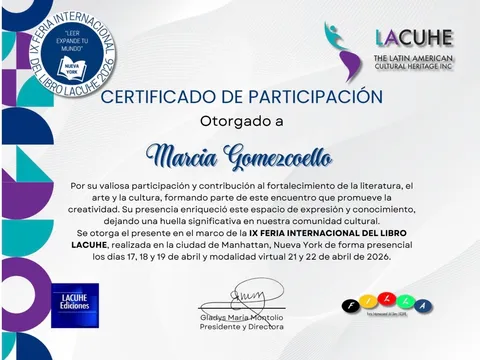 IX FERIA INTERNACIONAL
DEL LIBRO LACUHE 2026
"LEER
EXPANDE TU
MUNDO"
NUEVA
YORK
LACUHE
THE LATIN AMERICAN
CULTURAL HERITAGE INC
CERTIFICADO DE PARTICIPACIÓN
Otorgado a
Marcia Gomezcoello
Por su valiosa participación y contribución al fortalecimiento de la literatura, el
arte y la cultura, formando parte de este encuentro que promueve la
creatividad. Su presencia enriqueció este espacio de expresión y conocimiento,
dejando una huella significativa en nuestra comunidad cultural.
Se otorga el presente en el marco de la IX FERIA INTERNACIONAL DEL LIBRO
LACUHE, realizada en la ciudad de Manhattan, Nueva York de forma presencial
los días 17, 18 y 19 de abril y modalidad virtual 21 y 22 de abril de 2026.
LACUHE
Ediciones
Gladys María Montolío
Presidente y Directora
FILLA